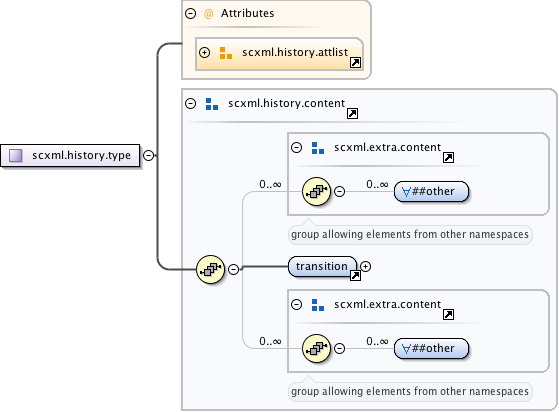 @ Attributes
scxml.history.attlist
scxml.history.content
scxml.extra.content
scxml.history.type
0..∞
0..∞
∀##other
group allowing elements from other namespaces
transition
scxml.extra.content
0..∞
0..∞
∀##other
group allowing elements from other namespaces